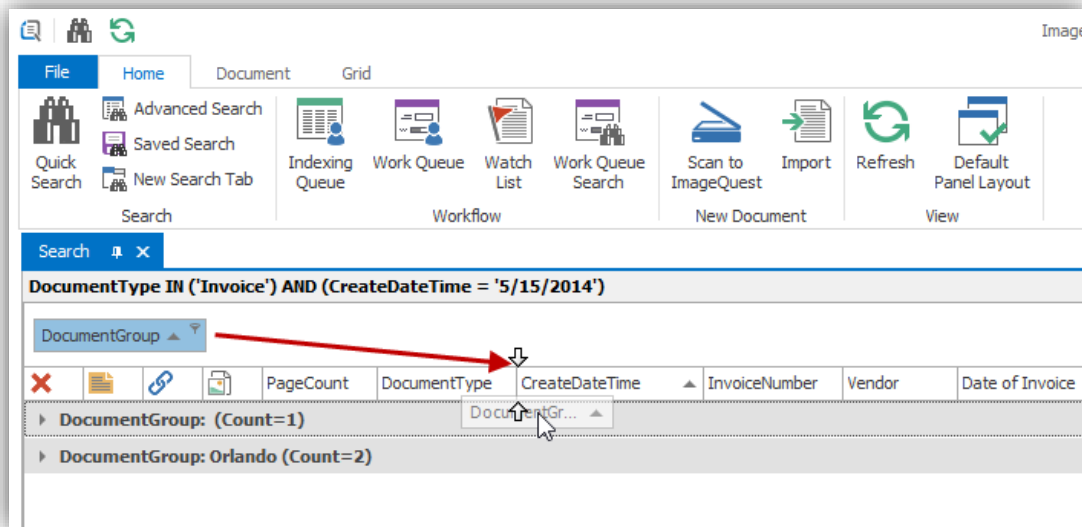 Image
File Home Document Grid
Quick Search
Advanced Search
Saved Search
New Search Tab
Indexing Queue
Work Queue
Watch List
Work Queue Search
Scan to ImageQuest
Import
Refresh
Default Panel Layout
Search Workflow New Document View
Search
DocumentType IN ('Invoice') AND (CreateDateTime = '5/15/2014')
DocumentGroup
PageCount DocumentType CreateDateTime InvoiceNumber Vendor Date of Invoice
DocumentGr...
DocumentGroup: (Count=1)
DocumentGroup: Orlando (Count=2)